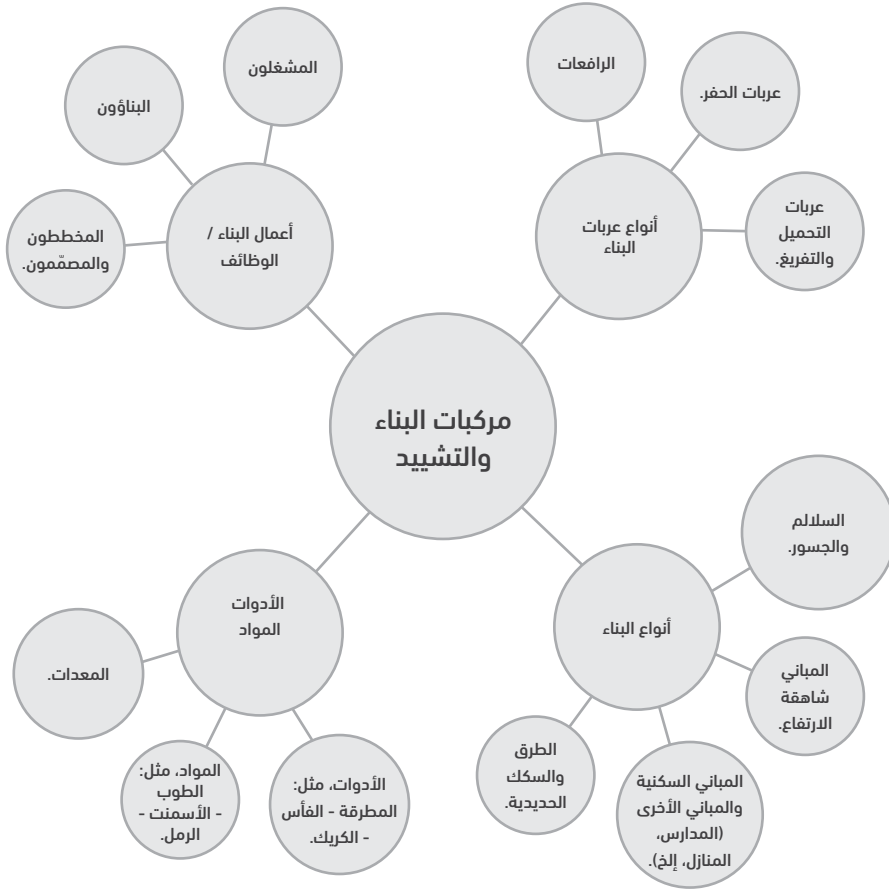 الرافعات
عربات الحفر.
عربات
التحميل
والتفريغ.
أنواع عربات
البناء
المشغلون
البناؤون
المخططون
والمصمّمون.
أعمال البناء /
الوظائف
مركبات البناء
والتشييد
السلالم
والجسور.
أنواع البناء
المباني
شاهقة
الارتفاع.
المباني السكنية
والمباني الأخرى
(المدارس،
المنازل، إلخ).
الطرق
والسكك
الحديدية.
الأدوات
المواد
المعدات.
المواد، مثل:
الطوب
- الأسمنت -
الرمل.
الأدوات، مثل:
المطرقة - الفأس
- الكريك.